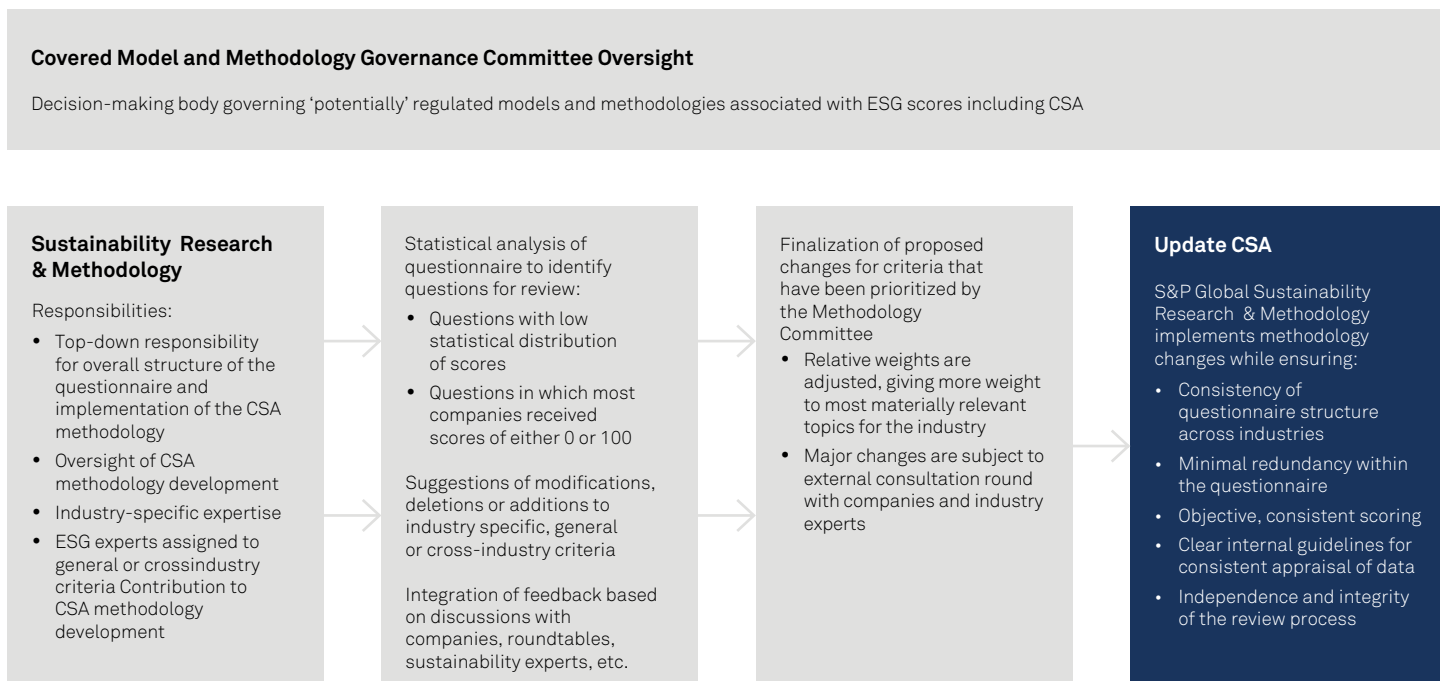 Covered Model and Methodology Governance Committee Oversight
Decision-making body governing ‘potentially’ regulated models and methodologies associated with ESG scores including CSA
Sustainability Research
& Methodology
Responsibilities:
• Top-down responsibility
for overall structure of the
questionnaire and
implementation of the CSA
methodology
• Oversight of CSA
methodology development
• Industry-specific expertise
• ESG experts assigned to
general or crossindustry
criteria Contribution to
CSA methodology
development
Statistical analysis of
questionnaire to identify
questions for review:
• Questions with low
statistical distribution
of scores
• Questions in which most
companies received
scores of either 0 or 100
Suggestions of modifications,
deletions or additions to
industry specific, general
or cross-industry criteria
Integration of feedback based
on discussions with
companies, roundtables,
sustainability experts, etc.
Finalization of proposed
changes for criteria that
have been prioritized by
the Methodology
Committee
• Relative weights are
adjusted, giving more weight
to most materially relevant
topics for the industry
• Major changes are subject to
external consultation round
with companies and industry
experts
Update CSA
S&P Global Sustainability
Research & Methodology
implements methodology
changes while ensuring:
• Consistency of
questionnaire structure
across industries
• Minimal redundancy within
the questionnaire
• Objective, consistent scoring
• Clear internal guidelines for
consistent appraisal of data
• Independence and integrity
of the review process